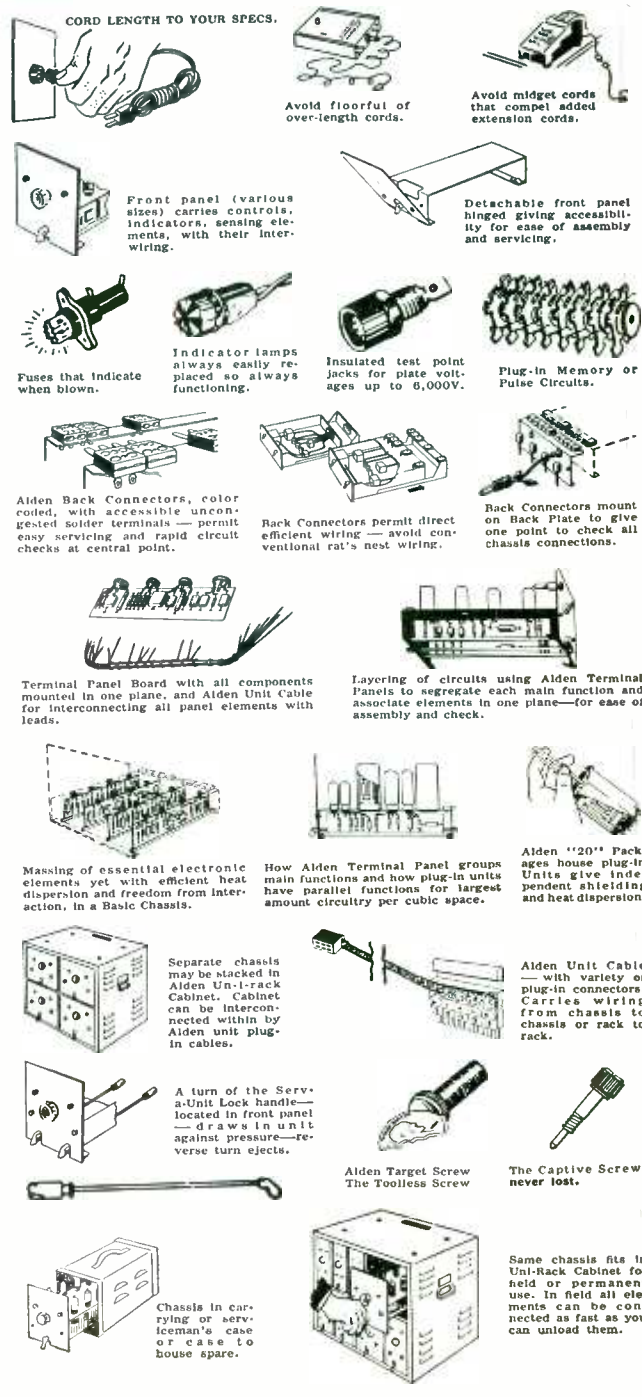 CORD LENGTH TO YOUR SPECS.
Avoid floorful of
over-length cords.
Avoid midget cords
that compel added
extension cords.
Front panel (various
sizes) carries controls,
indicators, sensing ele-
ments, with their inter-
wiring.
Detachable front panel
hinged giving accessibli-
ity for ease of assembly
and servicing.
Fuses that indicate
when blown.
Indicator lamps
always easily re-
placed so always
functioning.
Insulated test point
jacks for plate volt-
ages up to 6,000V.
Plug-in Memory or
Pulse Circuits.
Alden Back Connectors, color
coded, with accessible uncon-
gested solder terminals — permit
easy servicing and rapid circuit
checks at central point.
Back Connectors permit direct
efficient wiring — avoid con-
ventional rat's nest wiring.
Back Connectors mount
on Back Plate to give
one point to check all
chassis connections.
Terminal Panel Board with all components
mounted in one plane, and Alden Unit Cable
for interconnecting all panel elements with
leads.
Layering of circuits using Alden Terminal
Panels to segregate each main function and
associate elements in one plane—for ease of
assembly and check.
Massing of essential electronic
elements yet with efficient heat
dispersion and freedom from inter-
action, in a Basic Chassis.
How Alden Terminal Panel groups
main functions and how plug-in units
have parallel functions for largest
amount circuitry per cubic space.
Alden "20" Pack-
ages house plug-in
Units give inde-
pendent shielding
and heat dispersion
Separate chassis
may be stacked in
Alden Un-i-rack
Cabinet. Cabinet
can be intercon-
nected within by
Alden unit plug-
in cables.
Alden Unit Cable
— with variety o
plug-in connectors
Carries wiring
from chassis to
chassis or rack to
rack.
A turn of the Serv-
a-Unit Lock handle—
located in front panel
— draws in unit
against pressure—re-
verse turn ejects.
Alden Target Screw
The Toolless Screw
The Captive Screw
never lost.
Chassis in car-
rying or serv-
iceman's case
or case to
house spare.
Same chassis fits in
Uni-Rack Cabinet fo
field or permanen
use. In field all ele
ments can be con
nected as fast as you
can unload them.